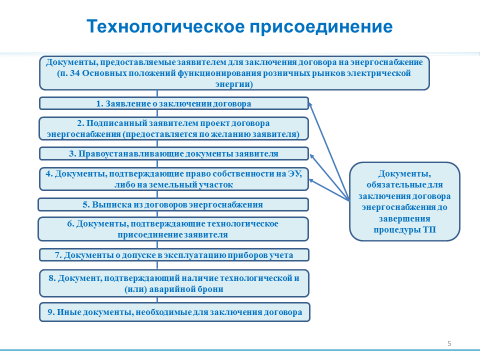 Технологическое присоединение
Документы, предоставляемые заявителем для заключения договора на энергоснабжение
(п. 34 Основных положений функционирования розничных рынков электрической
энергии)
1. Заявление о заключении договора
2. Подписанный заявителем проект договора
энергоснабжения (предоставляется по желанию заявителя)
3. Правоустанавливающие документы заявителя
4. Документы, подтверждающие право собственности на ЭУ,
либо на земельный участок
5. Выписка из договоров энергоснабжения
6. Документы, подтверждающие технологическое
присоединение заявителя
7. Документы о допуске в эксплуатацию приборов учета
8. Документ, подтверждающий наличие технологической и
(или) аварийной брони
9. Иные документы, необходимые для заключения договора
Документы,
обязательные для
заключения договора
энергоснабжения до
завершения
процедуры ТП
5